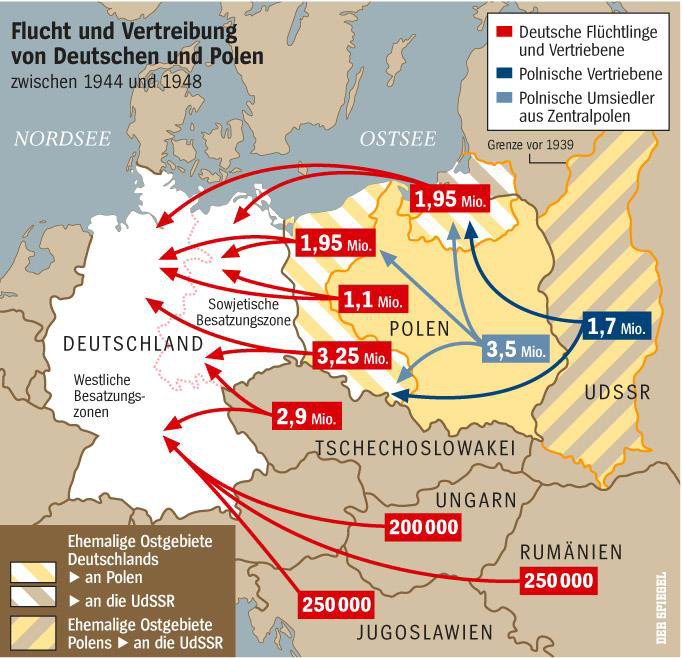 Flucht und Vertreibung
von Deutschen und Polen
zwischen 1944 und 1948
Deutsche Flüchtlinge
und Vertriebene
Polnische Vertriebene
Polnische Umsiedler
aus Zentralpolen
Grenze vor 1939
NORDSEE
OSTSEE
1,95 Mio.
1,95 Mio.
1,1 Mio.
Sowjetische
Besatzungszone
POLEN
1,7 Mio.
DEUTSCHLAND
3,25 Mio.
3,5 Mio.
Westliche
Besatzungs-
zonen
UDSSR
2,9 Mio.
TSCHECHOSLOWAKEI
UNGARN
200 000
RUMÄNIEN
250 000
250 000
JUGOSLAWIEN
Ehemalige Ostgebiete
Deutschlands
▶ an Polen
▶ an die UdSSR
Ehemalige Ostgebiete
Polens ▶ an die UdSSR
DER SPIEGEL